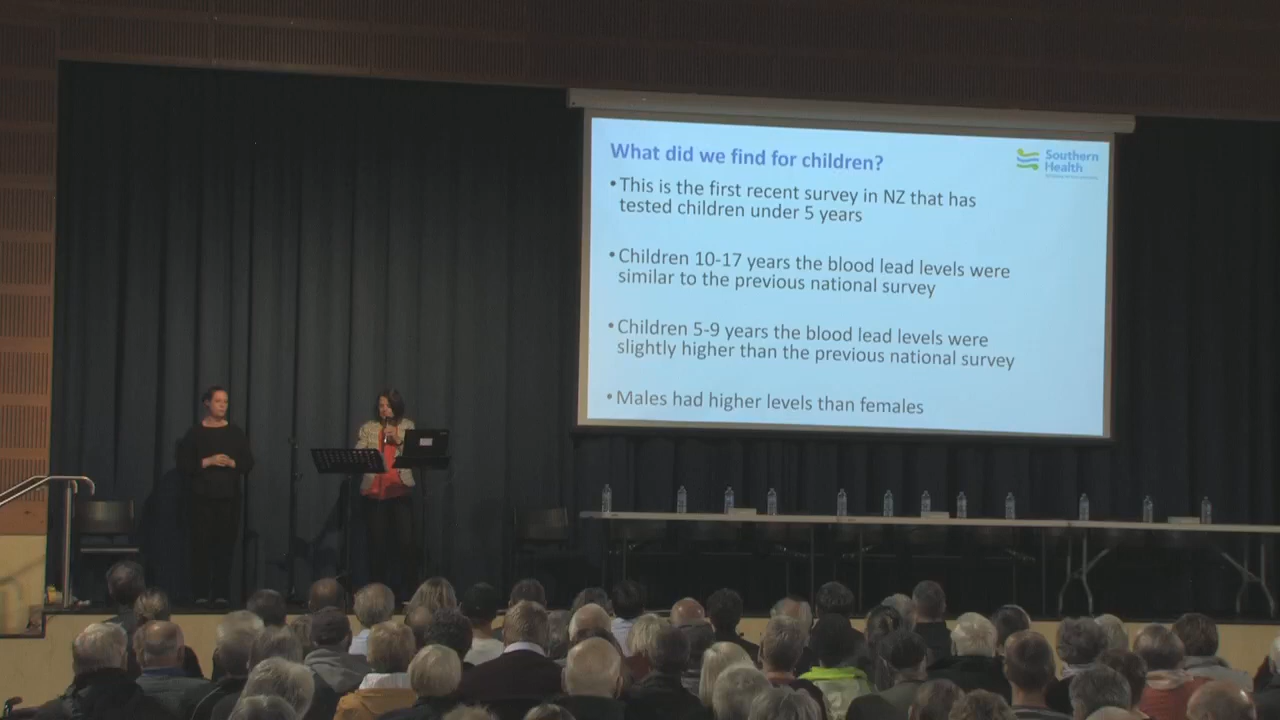 What did we find for children?
Southern
Health
•This is the first recent survey in NZ that has
tested children under 5 years
•Children 10-17 years the blood lead levels were
similar to the previous national survey
•Children 5-9 years the blood lead levels were
slightly higher than the previous national survey
•Males had higher levels than females